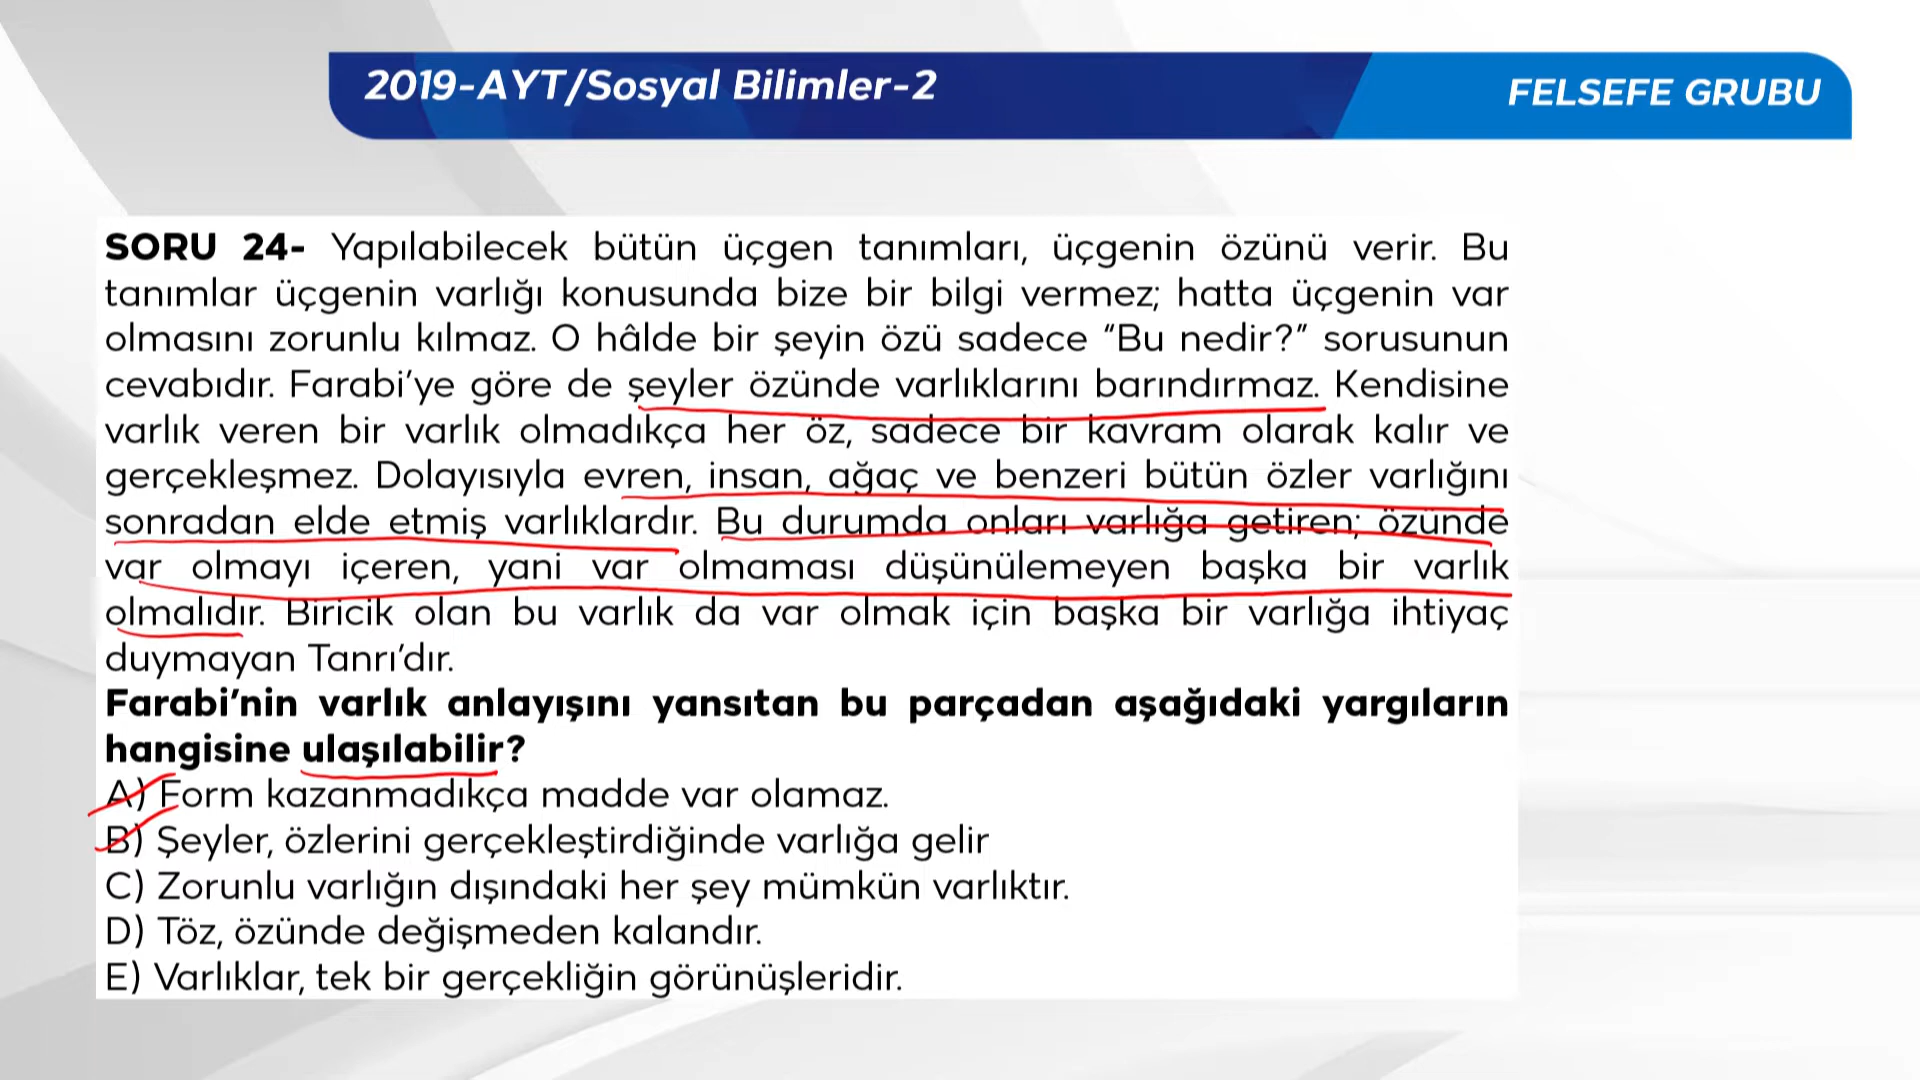 2019-AYT/Sosyal Bilimler-2
FELSEFE GRUBU
SORU 24- Yapılabilecek bütün üçgen tanımları, üçgenin özünü verir. Bu
tanımlar üçgenin varlığı konusunda bize bir bilgi vermez; hatta üçgenin var
olmasını zorunlu kılmaz. O hâlde bir şeyin özü sadece “Bu nedir?” sorusunun
cevabıdır. Farabi’ye göre de şeyler özünde varlıklarını barındırmaz. Kendisine
varlık veren bir varlık olmadıkça her öz, sadece bir kavram olarak kalır ve
gerçekleşmez. Dolayısıyla evren, insan, ağaç ve benzeri bütün özler varlığını
sonradan elde etmiş varlıklardır. Bu durumda onları varlığa getiren; özünde
var olmayı içeren, yani var olmaması düşünülemeyen başka bir varlık
olmalıdır. Biricik olan bu varlık da var olmak için başka bir varlığa ihtiyaç
duymayan Tanrı’dır.
Farabi’nin varlık anlayışını yansıtan bu parçadan aşağıdaki yargıların
hangisine ulaşılabilir?
A) Form kazanmadıkça madde var olamaz.
B) Şeyler, özlerini gerçekleştirdiğinde varlığa gelir
C) Zorunlu varlığın dışındaki her şey mümkün varlıktır.
D) Töz, özünde değişmeden kalandır.
E) Varlıklar, tek bir gerçekliğin görünüşleridir.